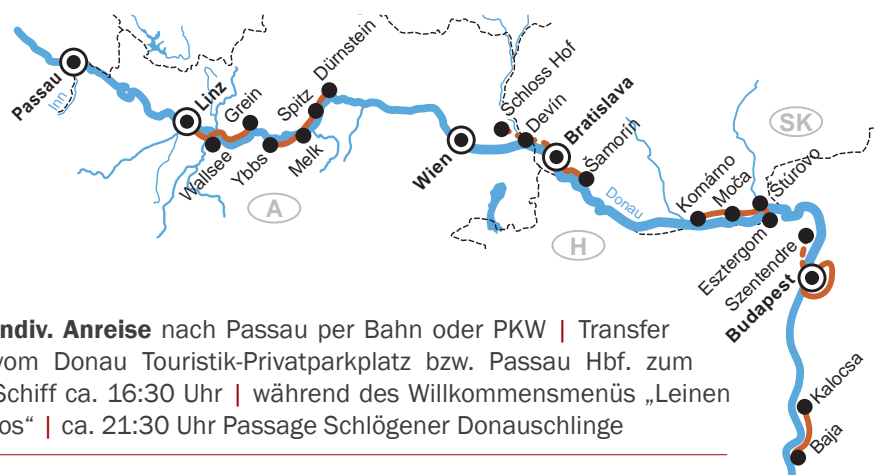 Passau
Inn
Linz
Wallsee
Grein
Ybbs
Melk
Spitz
Dürnstein
A
Wien
Schloss Hof
Devín
Bratislava
Šamorin
Donau
H
SK
Komárno
Moča
Štúrovo
Esztergom
Szentendre
Budapest
Kalocsa
Baja
ndiv. Anreise nach Passau per Bahn oder PKW | Transfer
vom Donau Touristik-Privatparkplatz bzw. Passau Hbf. zum
Schiff ca. 16:30 Uhr | während des Willkommensmenüs „Leinen
os“ | ca. 21:30 Uhr Passage Schlögener Donauschlinge